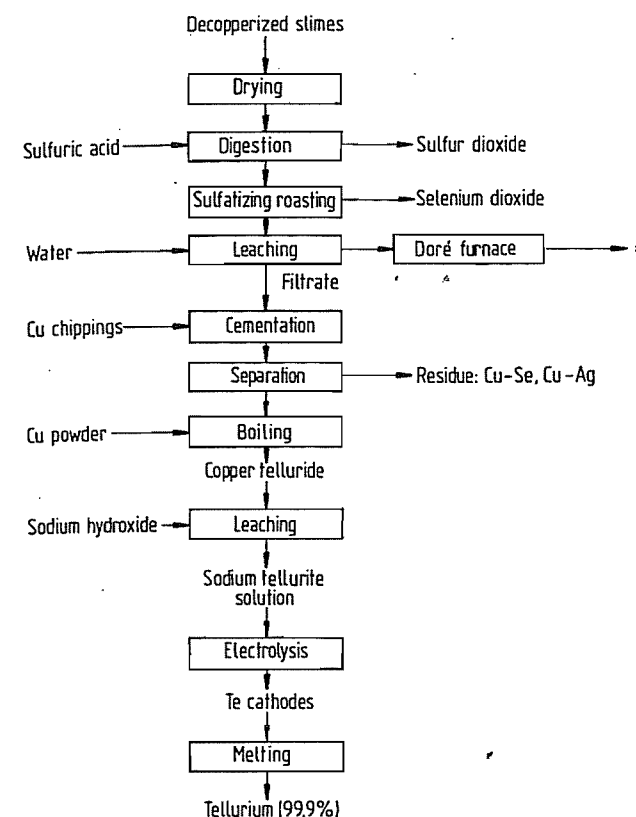 Decopperized slimes
Drying
Sulfuric acid
Digestion
Sulfur dioxide
Sulfatizing roasting
Selenium dioxide
Water
Leaching
Doré furnace
Filtrate
Cu chippings
Cementation
Separation
Residue: Cu-Se, Cu-Ag
Cu powder
Boiling
Copper telluride
Sodium hydroxide
Leaching
Sodium tellurite
solution
Electrolysis
Te cathodes
Melting
Tellurium (99.9%)